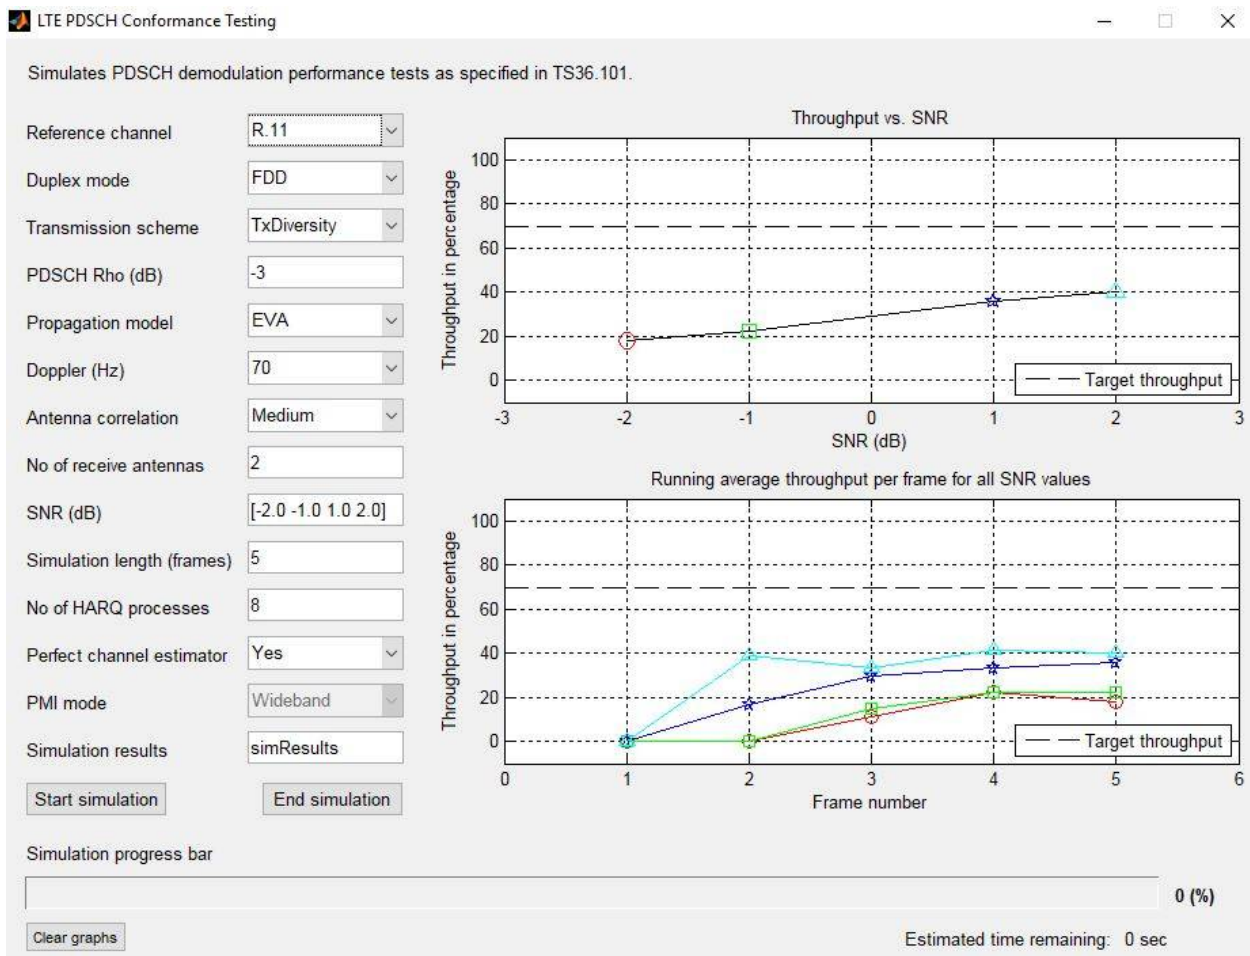 LTE PDSCH Conformance Testing
Simulates PDSCH demodulation performance tests as specified in TS36.101.
Reference channel R.11
Duplex mode FDD
Transmission scheme TxDiversity
PDSCH Rho (dB) -3
Propagation model EVA
Doppler (Hz) 70
Antenna correlation Medium
No of receive antennas 2
SNR (dB) [-2.0 -1.0 1.0 2.0]
Simulation length (frames) 5
No of HARQ processes 8
Perfect channel estimator Yes
PMI mode Wideband
Simulation results simResults
Start simulation End simulation
Throughput vs. SNR
Throughput in percentage
100
80
60
40
20
0
Target throughput
-3 -2 -1 0 1 2 3
SNR (dB)
Running average throughput per frame for all SNR values
Throughput in percentage
100
80
60
40
20
0
Target throughput
0 1 2 3 4 5 6
Frame number
Simulation progress bar
0 (%)
Clear graphs
Estimated time remaining: 0 sec